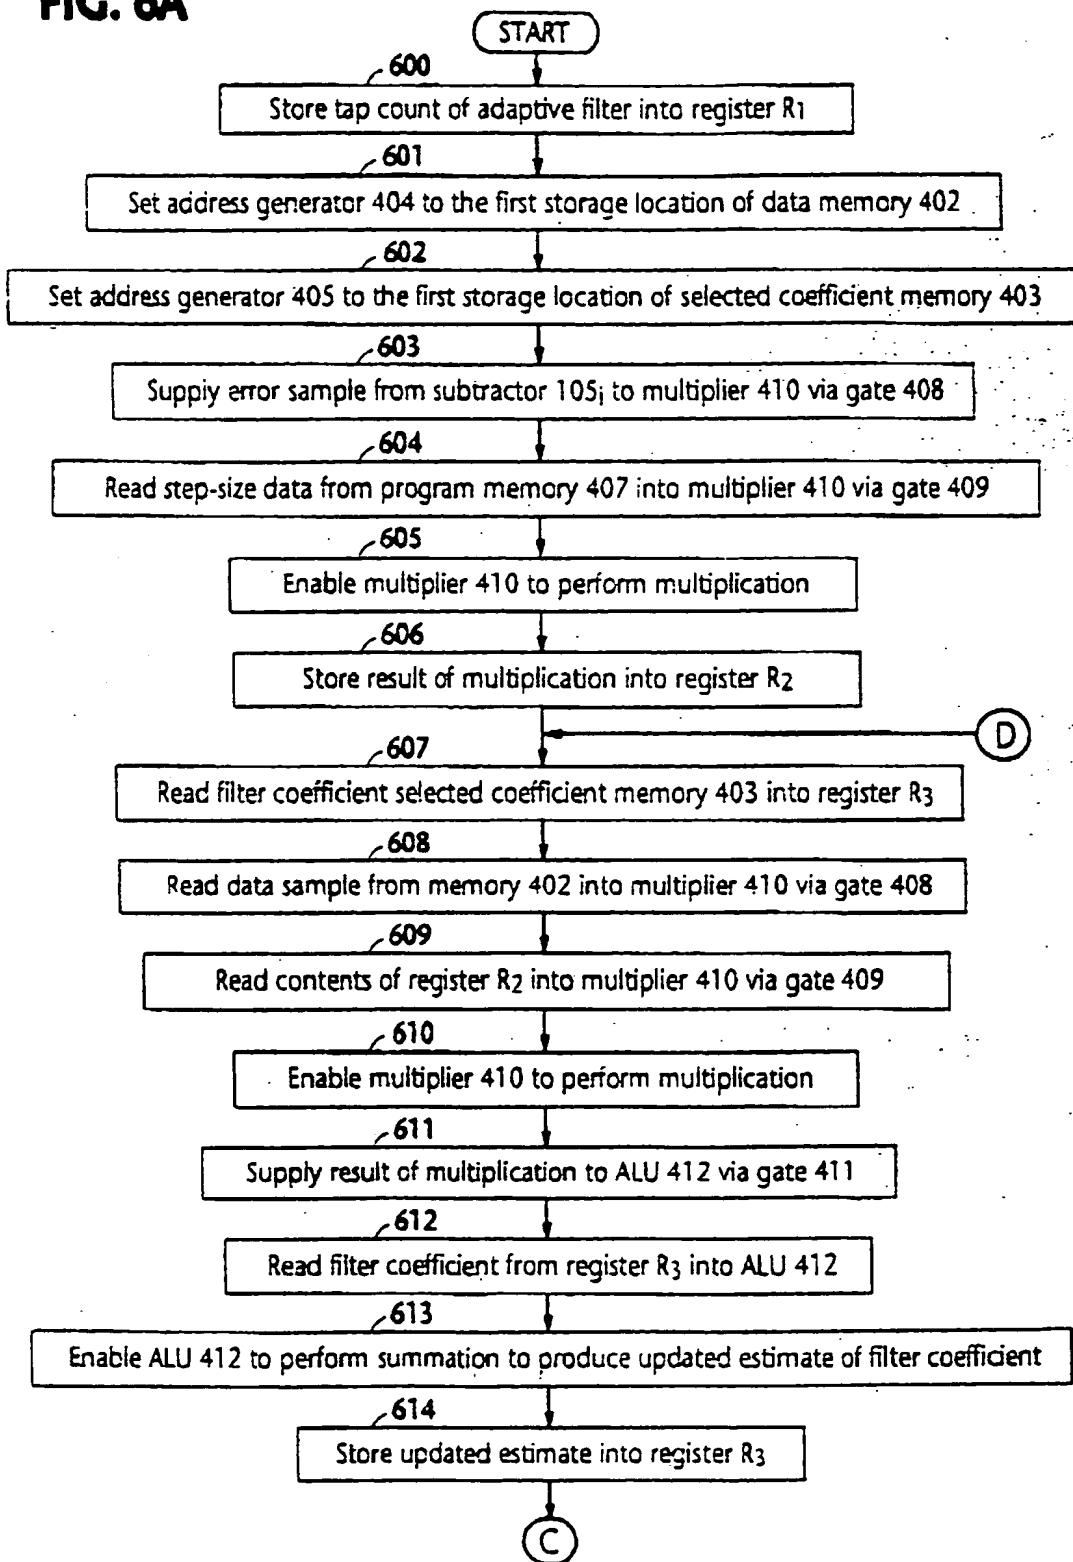 FIG. 6A
START
600
Store tap count of adaptive filter into register R1
601
Set address generator 404 to the first storage location of data memory 402
602
Set address generator 405 to the first storage location of selected coefficient memory 403
603
Supply error sample from subtractor 105j to multiplier 410 via gate 408
604
Read step-size data from program memory 407 into multiplier 410 via gate 409
605
Enable multiplier 410 to perform multiplication
606
Store result of multiplication into register R2
D
607
Read filter coefficient selected coefficient memory 403 into register R3
608
Read data sample from memory 402 into multiplier 410 via gate 408
609
Read contents of register R2 into multiplier 410 via gate 409
610
Enable multiplier 410 to perform multiplication
611
Supply result of multiplication to ALU 412 via gate 411
612
Read filter coefficient from register R3 into ALU 412
613
Enable ALU 412 to perform summation to produce updated estimate of filter coefficient
614
Store updated estimate into register R3
C